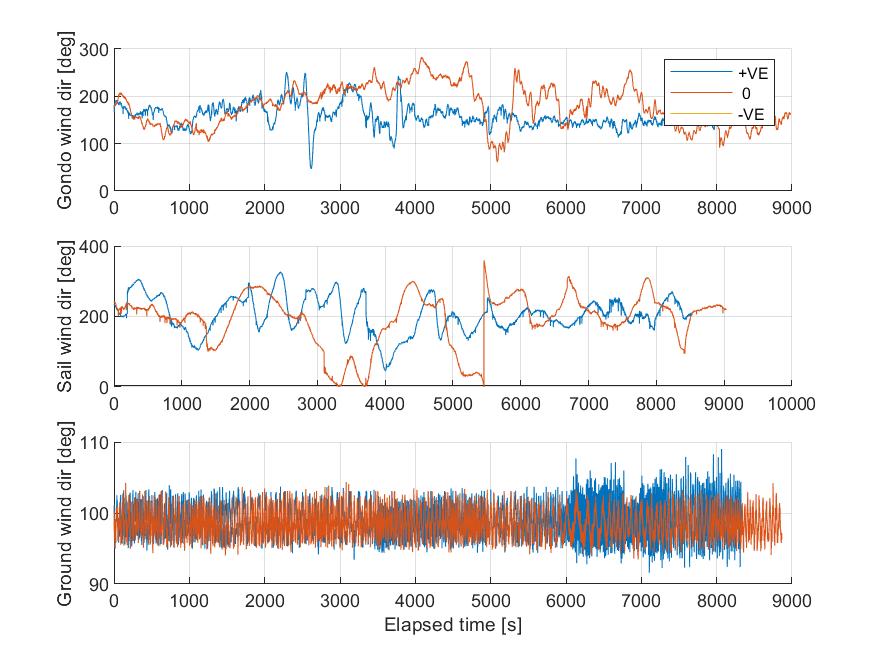 Gondo wind dir [deg]
300
200
100
0
+VE
0
-VE
0 1000 2000 3000 4000 5000 6000 7000 8000 9000
Sail wind dir [deg]
400
200
0
0 1000 2000 3000 4000 5000 6000 7000 8000 9000 10000
Ground wind dir [deg]
110
100
90
0 1000 2000 3000 4000 5000 6000 7000 8000 9000
Elapsed time [s]